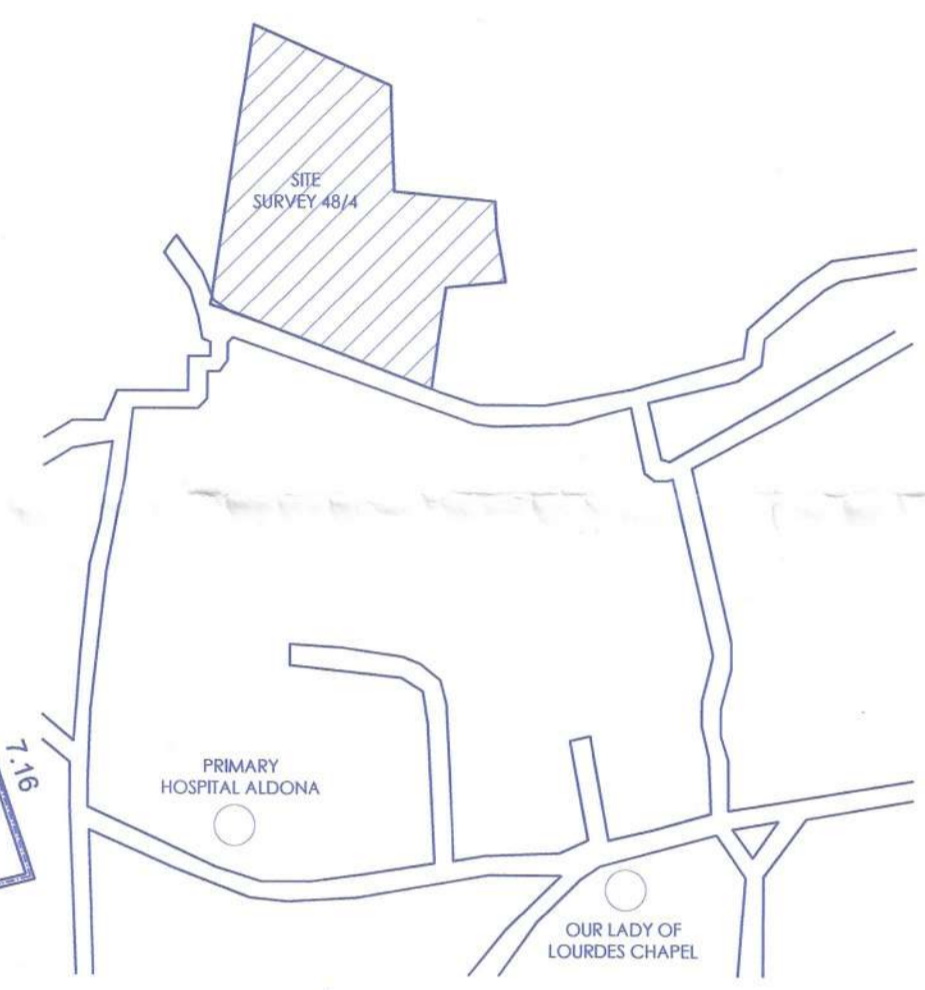 SITE
SURVEY 48/4
7.16
PRIMARY
HOSPITAL ALDONA
OUR LADY OF
LOURDES CHAPEL